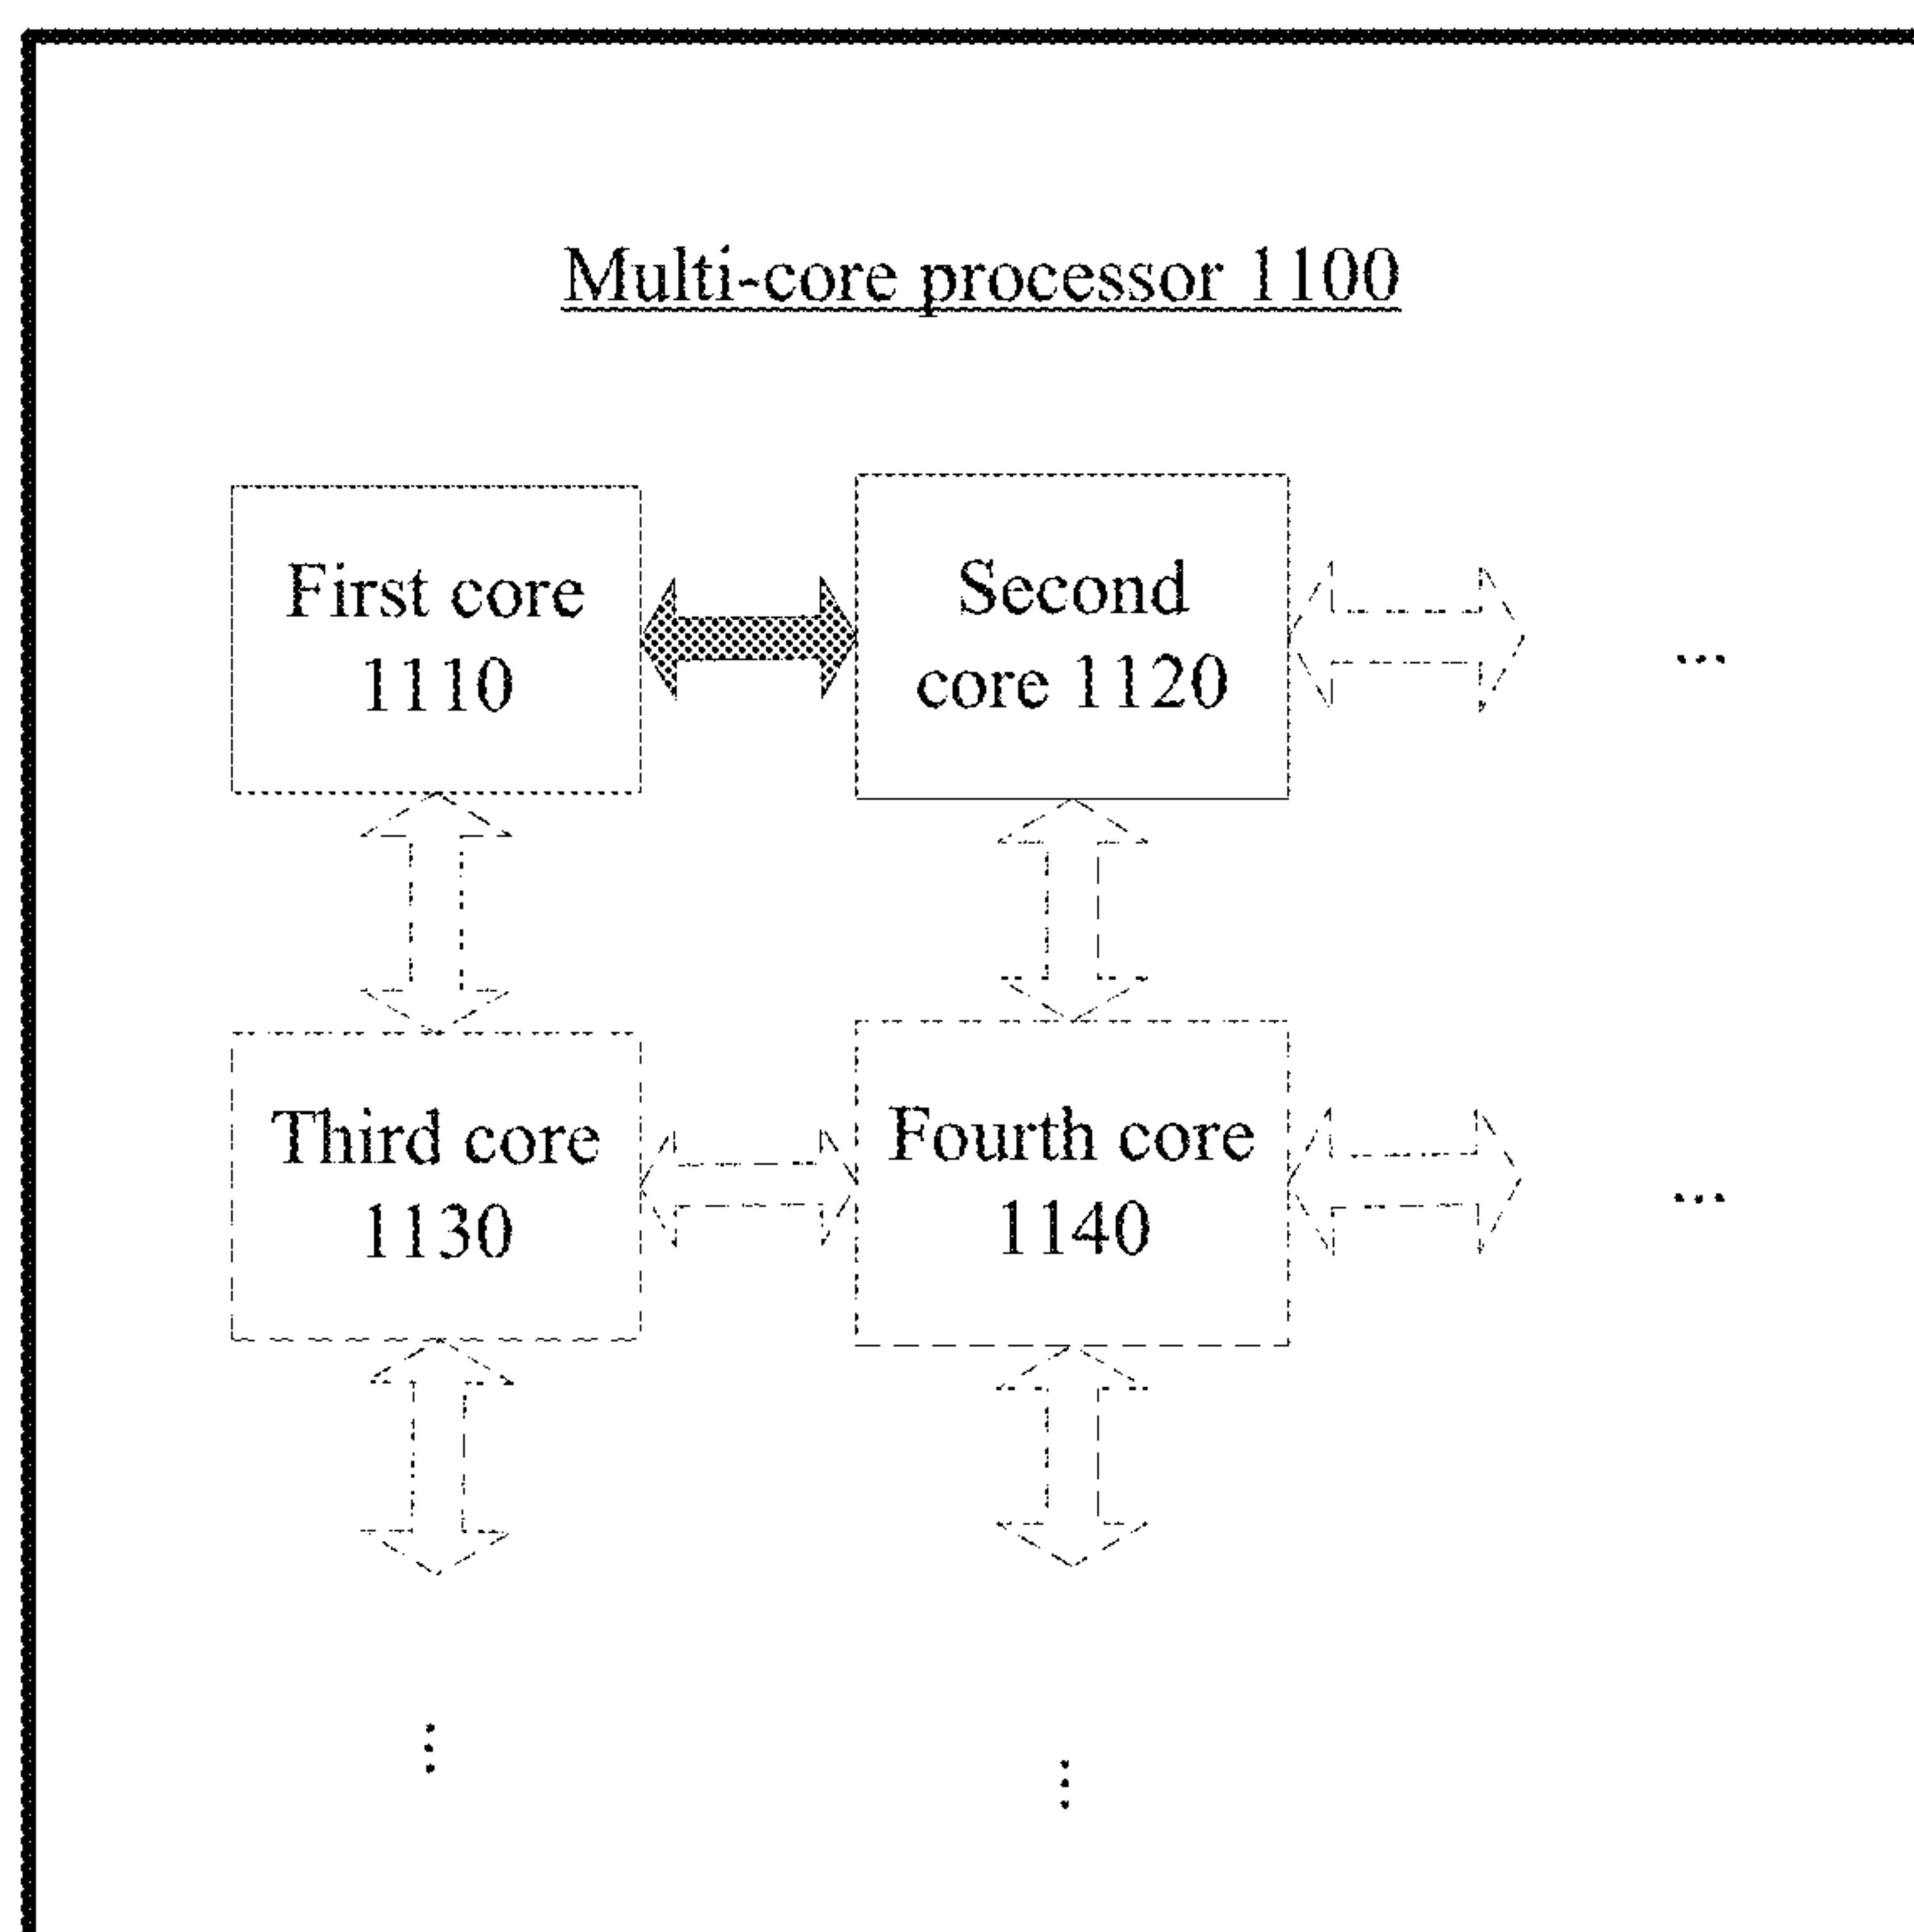 Multi-core processor 1100
First core
1110
Second
core 1120
...
Third core
1130
Fourth core
1140
...